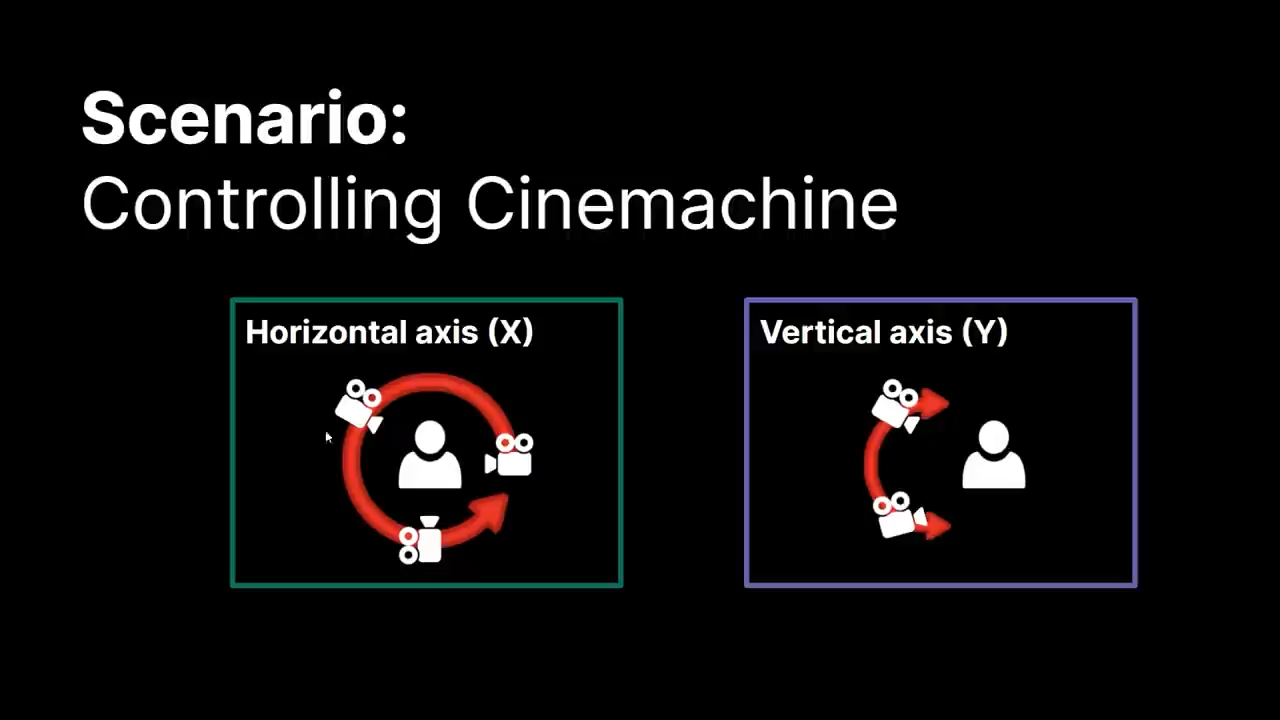 Scenario:
Controlling Cinemachine
Horizontal axis (X)
Vertical axis (Y)